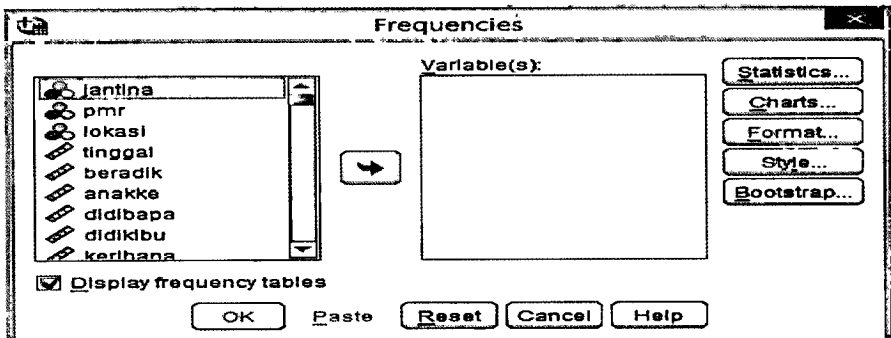 Frequencies
Variable(s):
jantina
pmr
lokasi
tinggal
beradik
anakke
didibapa
didikibu
kerjhana
Statistics...
Charts...
Format...
Style...
Bootstrap...
Display frequency tables
OK
Paste
Reset
Cancel
Help